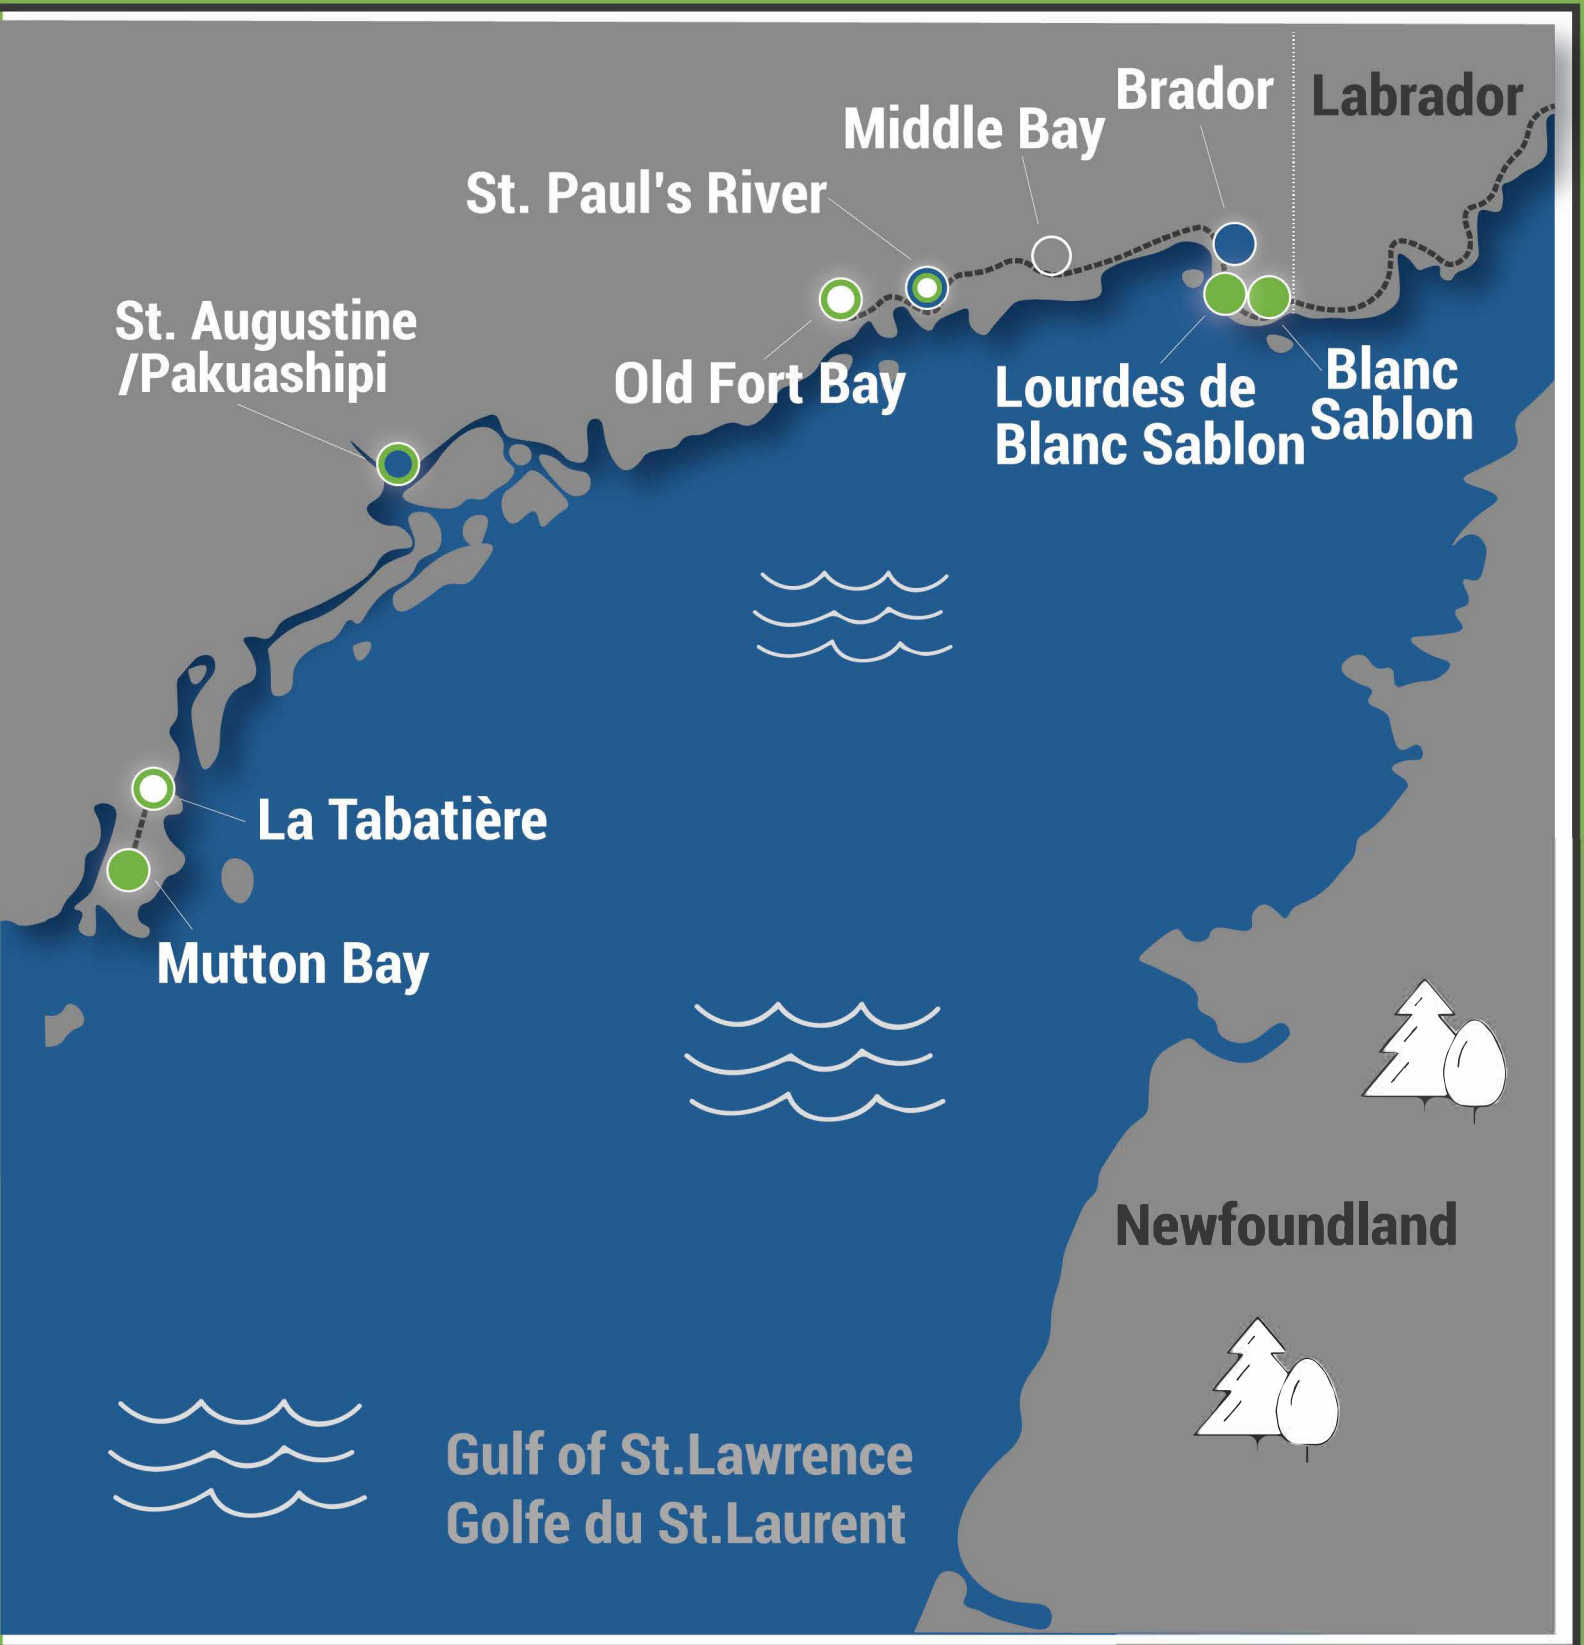 Brador
Labrador
Middle Bay
St. Paul's River
St. Augustine
/Pakuashipi
Old Fort Bay
Lourdes de
Blanc Sablon
Blanc
Sablon
La Tabatière
Mutton Bay
Newfoundland
Gulf of St.Lawrence
Golfe du St.Laurent